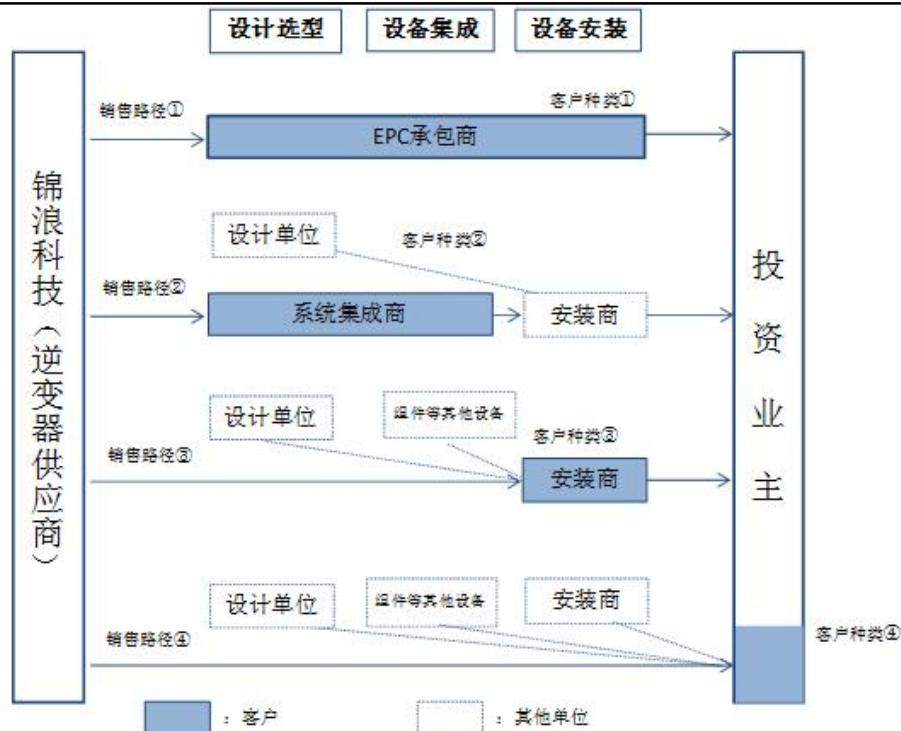 设计选型
设备集成
设备安装
锦浪科技（逆变器供应商）
投资业主
销售路径①
客户种类①
EPC承包商
设计单位
客户种类②
销售路径②
系统集成商
安装商
设计单位
组件等其他设备
客户种类③
销售路径③
安装商
设计单位
组件等其他设备
安装商
销售路径④
客户种类④
：客户
：其他单位